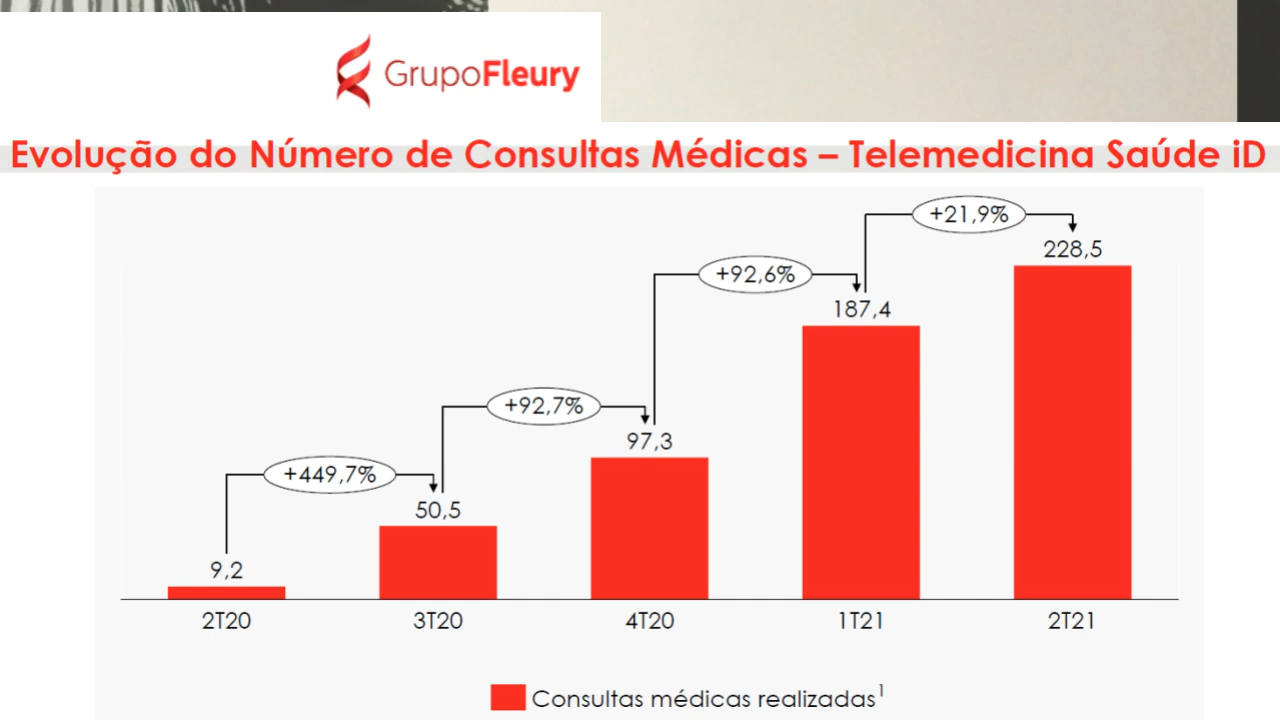 GrupoFleury
Evolução do Número de Consultas Médicas – Telemedicina Saúde iD
+21,9%
228,5
+92,6%
187,4
+92,7%
97,3
+449,7%
50,5
9,2
2T20 3T20 4T20 1T21 2T21
Consultas médicas realizadas¹